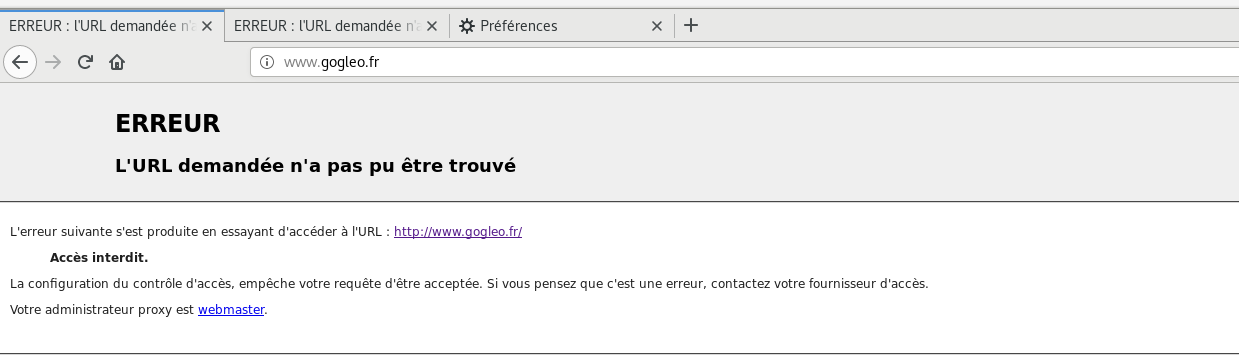 ERREUR : l'URL demandée n'a
ERREUR : l'URL demandée n'a
Préférences
www.gogleo.fr
ERREUR
L'URL demandée n'a pas pu être trouvé
L'erreur suivante s'est produite en essayant d'accéder à l'URL : http://www.gogleo.fr/
Accès interdit.
La configuration du contrôle d'accès, empêche votre requête d'être acceptée. Si vous pensez que c'est une erreur, contactez votre fournisseur d'accès.
Votre administrateur proxy est webmaster.